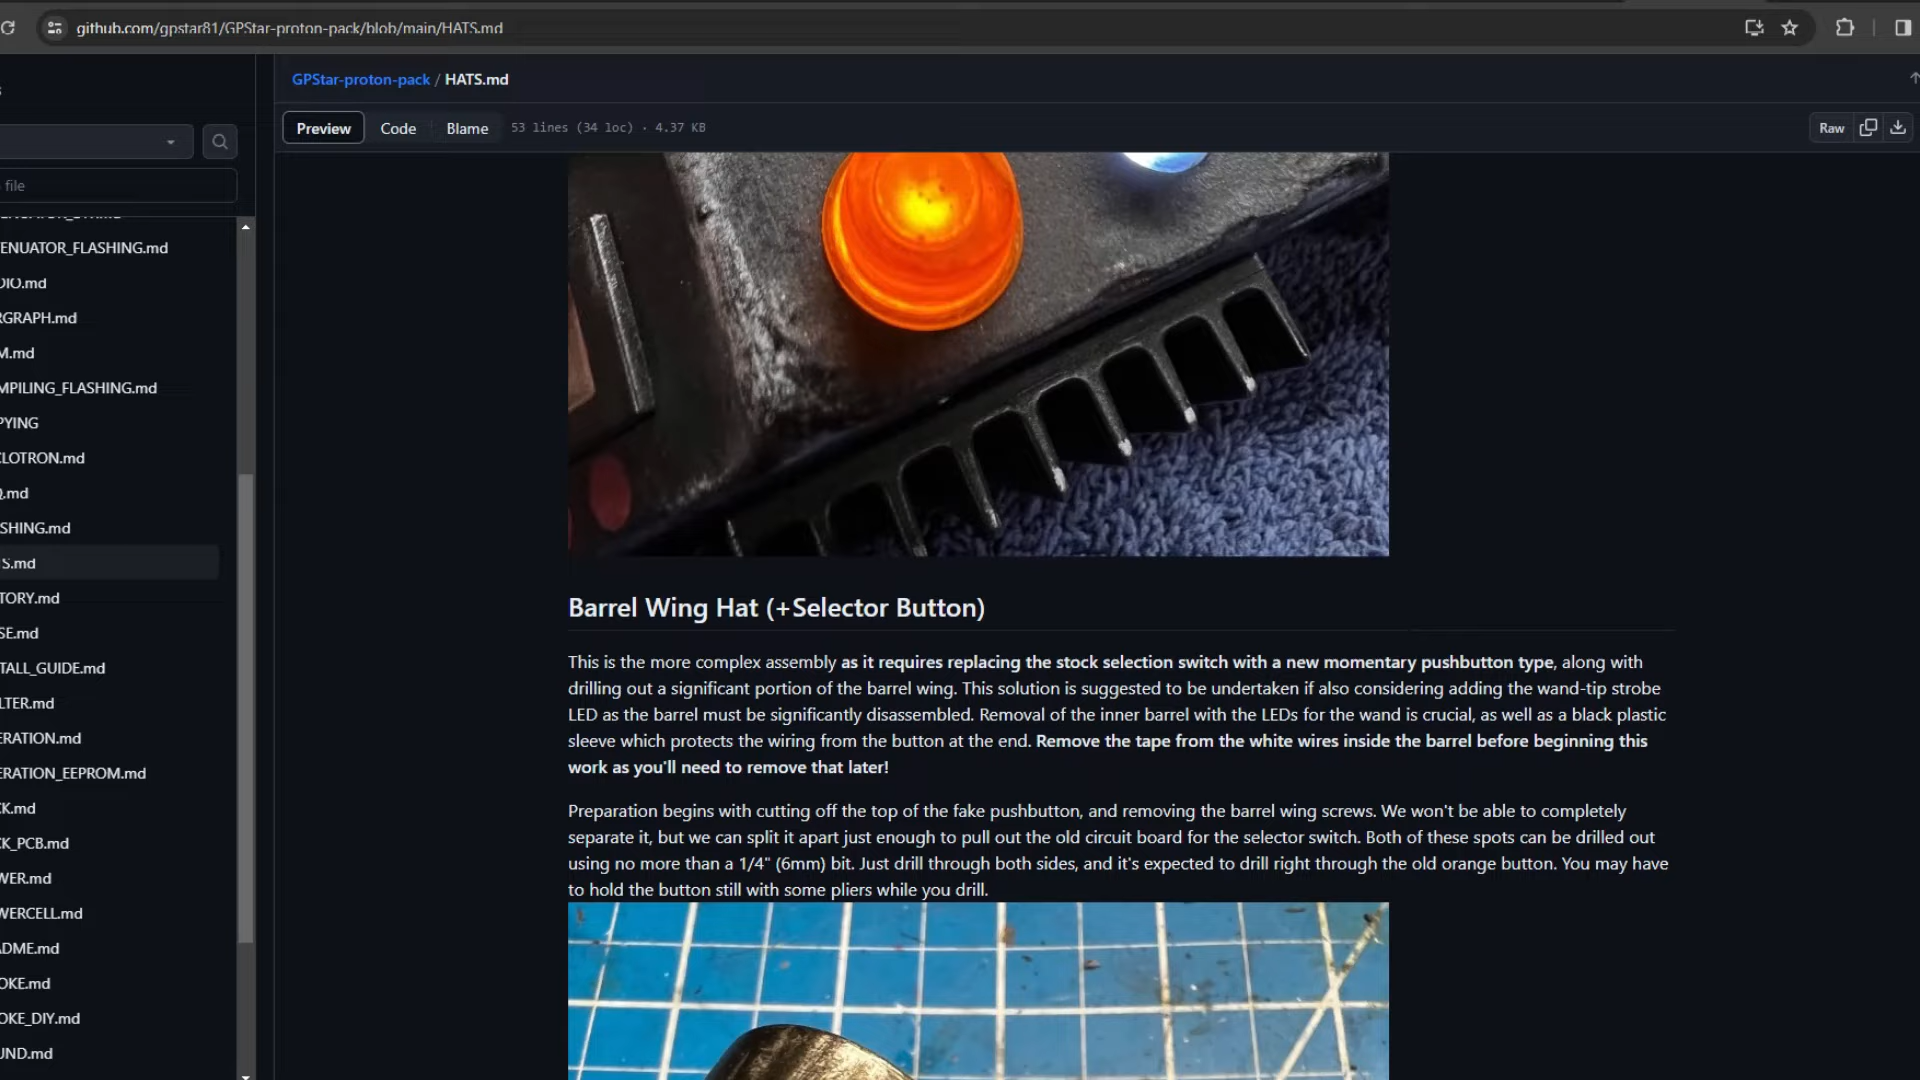 github.com/gpstar81/GPStar-proton-pack/blob/main/HATS.md
GPStar-proton-pack / HATS.md
Preview Code Blame 53 lines (34 loc) · 4.37 KB Raw
file
ENUATOR_FLASHING.md
DIO.md
RGRAPH.md
M.md
MPILING_FLASHING.md
PYING
CLOTRON.md
Q.md
SHING.md
S.md
TORY.md
SE.md
TALL_GUIDE.md
LTER.md
ERATION.md
ERATION_EEPROM.md
CK.md
CK_PCB.md
WER.md
WERCELL.md
ADME.md
OKE.md
OKE_DIY.md
UND.md
Barrel Wing Hat (+Selector Button)
This is the more complex assembly as it requires replacing the stock selection switch with a new momentary pushbutton type, along with
drilling out a significant portion of the barrel wing. This solution is suggested to be undertaken if also considering adding the wand-tip strobe
LED as the barrel must be significantly disassembled. Removal of the inner barrel with the LEDs for the wand is crucial, as well as a black plastic
sleeve which protects the wiring from the button at the end. Remove the tape from the white wires inside the barrel before beginning this
work as you'll need to remove that later!
Preparation begins with cutting off the top of the fake pushbutton, and removing the barrel wing screws. We won't be able to completely
separate it, but we can split it apart just enough to pull out the old circuit board for the selector switch. Both of these spots can be drilled out
using no more than a 1/4" (6mm) bit. Just drill through both sides, and it's expected to drill right through the old orange button. You may have
to hold the button still with some pliers while you drill.